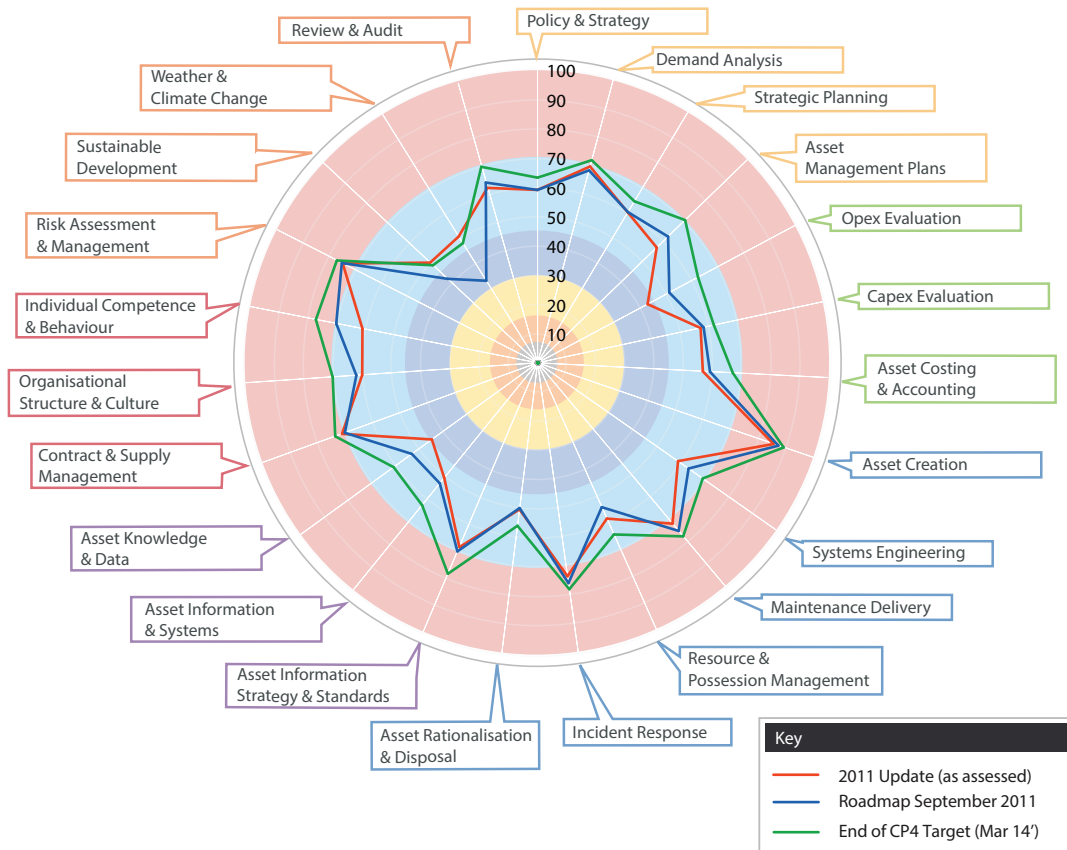 Policy & Strategy
Review & Audit
Demand Analysis
Weather &
Climate Change
Strategic Planning
Sustainable
Development
Asset
Management Plans
Risk Assessment
& Management
Opex Evaluation
Individual Competence
& Behaviour
Capex Evaluation
Organisational
Structure & Culture
Asset Costing
& Accounting
Contract & Supply
Management
Asset Creation
Asset Knowledge
& Data
Systems Engineering
Asset Information
& Systems
Maintenance Delivery
Asset Information
Strategy & Standards
Resource &
Possession Management
Asset Rationalisation
& Disposal
Incident Response
100
90
80
70
60
50
40
30
20
10
Key
2011 Update (as assessed)
Roadmap September 2011
End of CP4 Target (Mar 14’)